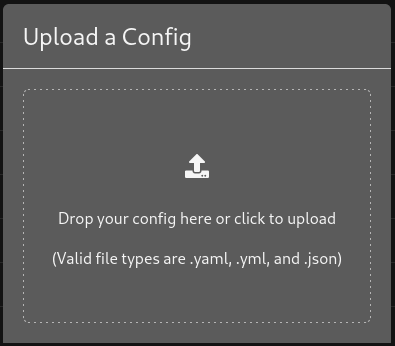 Upload a Config
Drop your config here or click to upload
(Valid file types are .yaml, .yml, and .json)